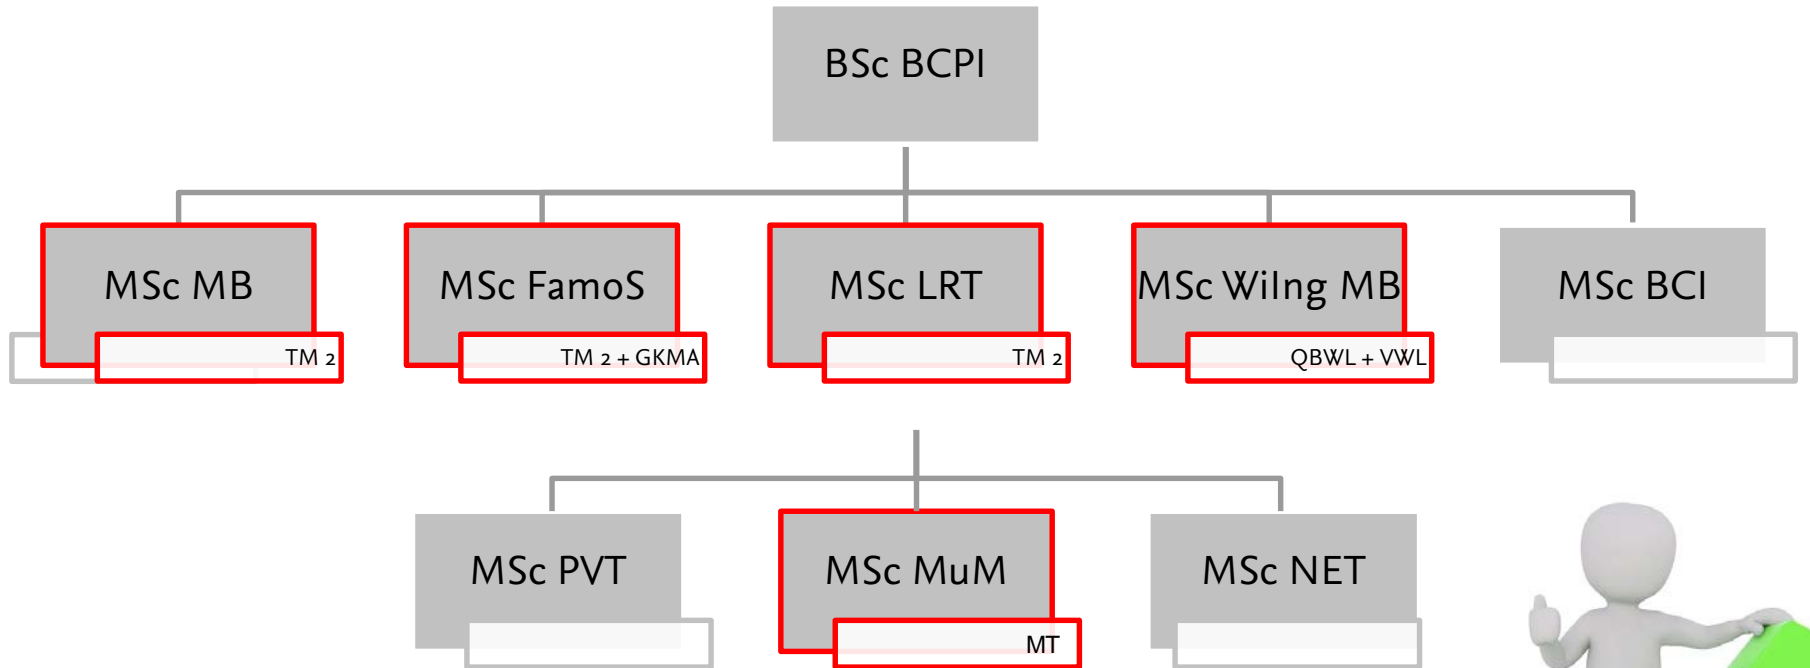 BSc BCPI
MSc MB
TM 2
MSc FamoS
TM 2 + GKMA
MSc LRT
TM 2
MSc WiIng MB
QBWL + VWL
MSc BCI
MSc PVT
MSc MuM
MT
MSc NET